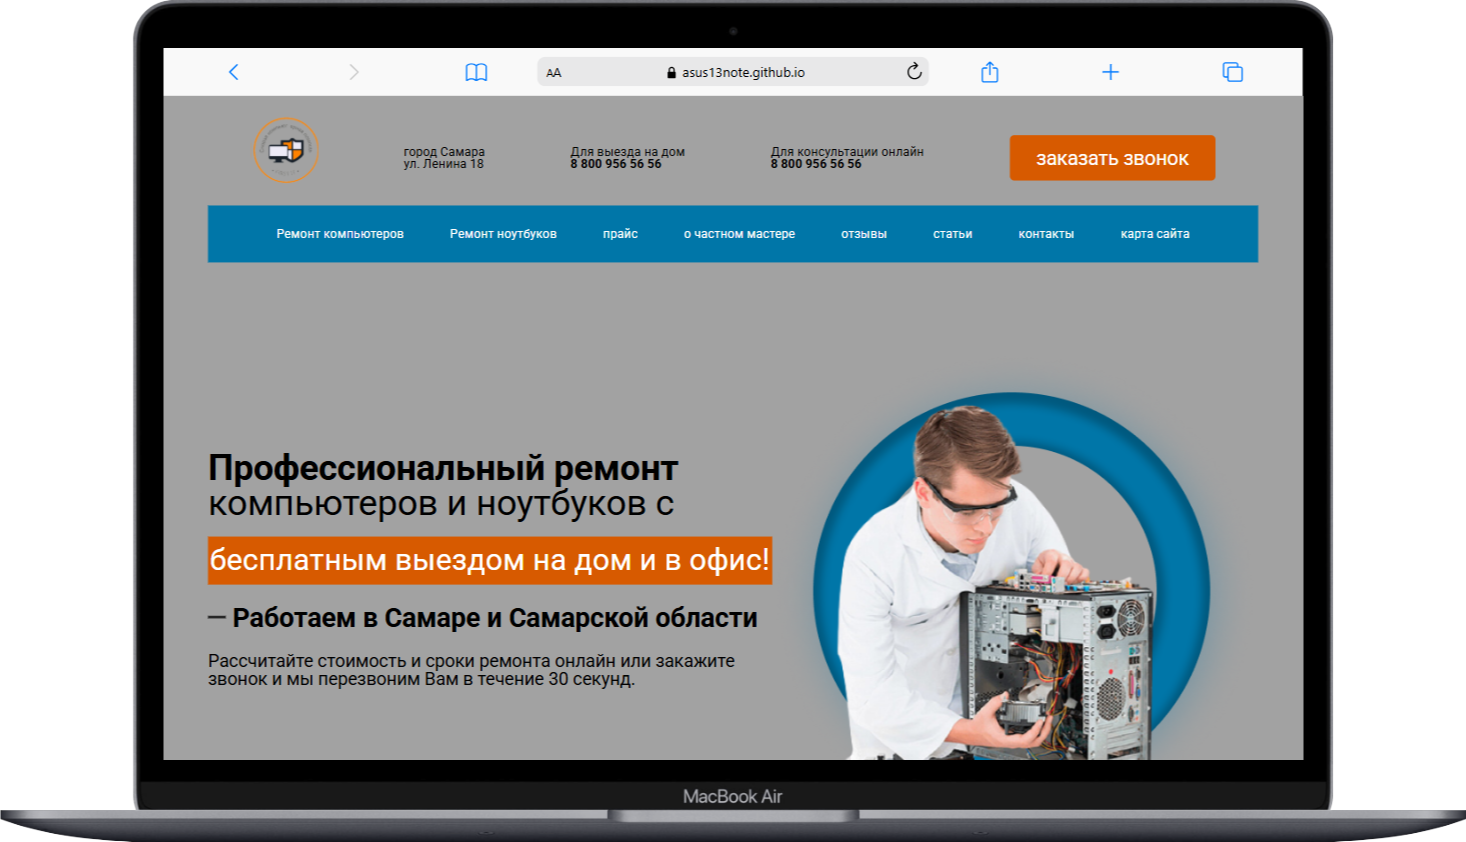 AA
asus13note.github.io
город Самара
ул. Ленина 18
Для выезда на дом
8 800 956 56 56
Для консультации онлайн
8 800 956 56 56
заказать звонок
Ремонт компьютеров
Ремонт ноутбуков
прайс
о частном мастере
отзывы
статьи
контакты
карта сайта
Профессиональный ремонт
компьютеров и ноутбуков с
бесплатным выездом на дом и в офис!
— Работаем в Самаре и Самарской области
Рассчитайте стоимость и сроки ремонта онлайн или закажите
звонок и мы перезвоним Вам в течение 30 секунд.
MacBook Air